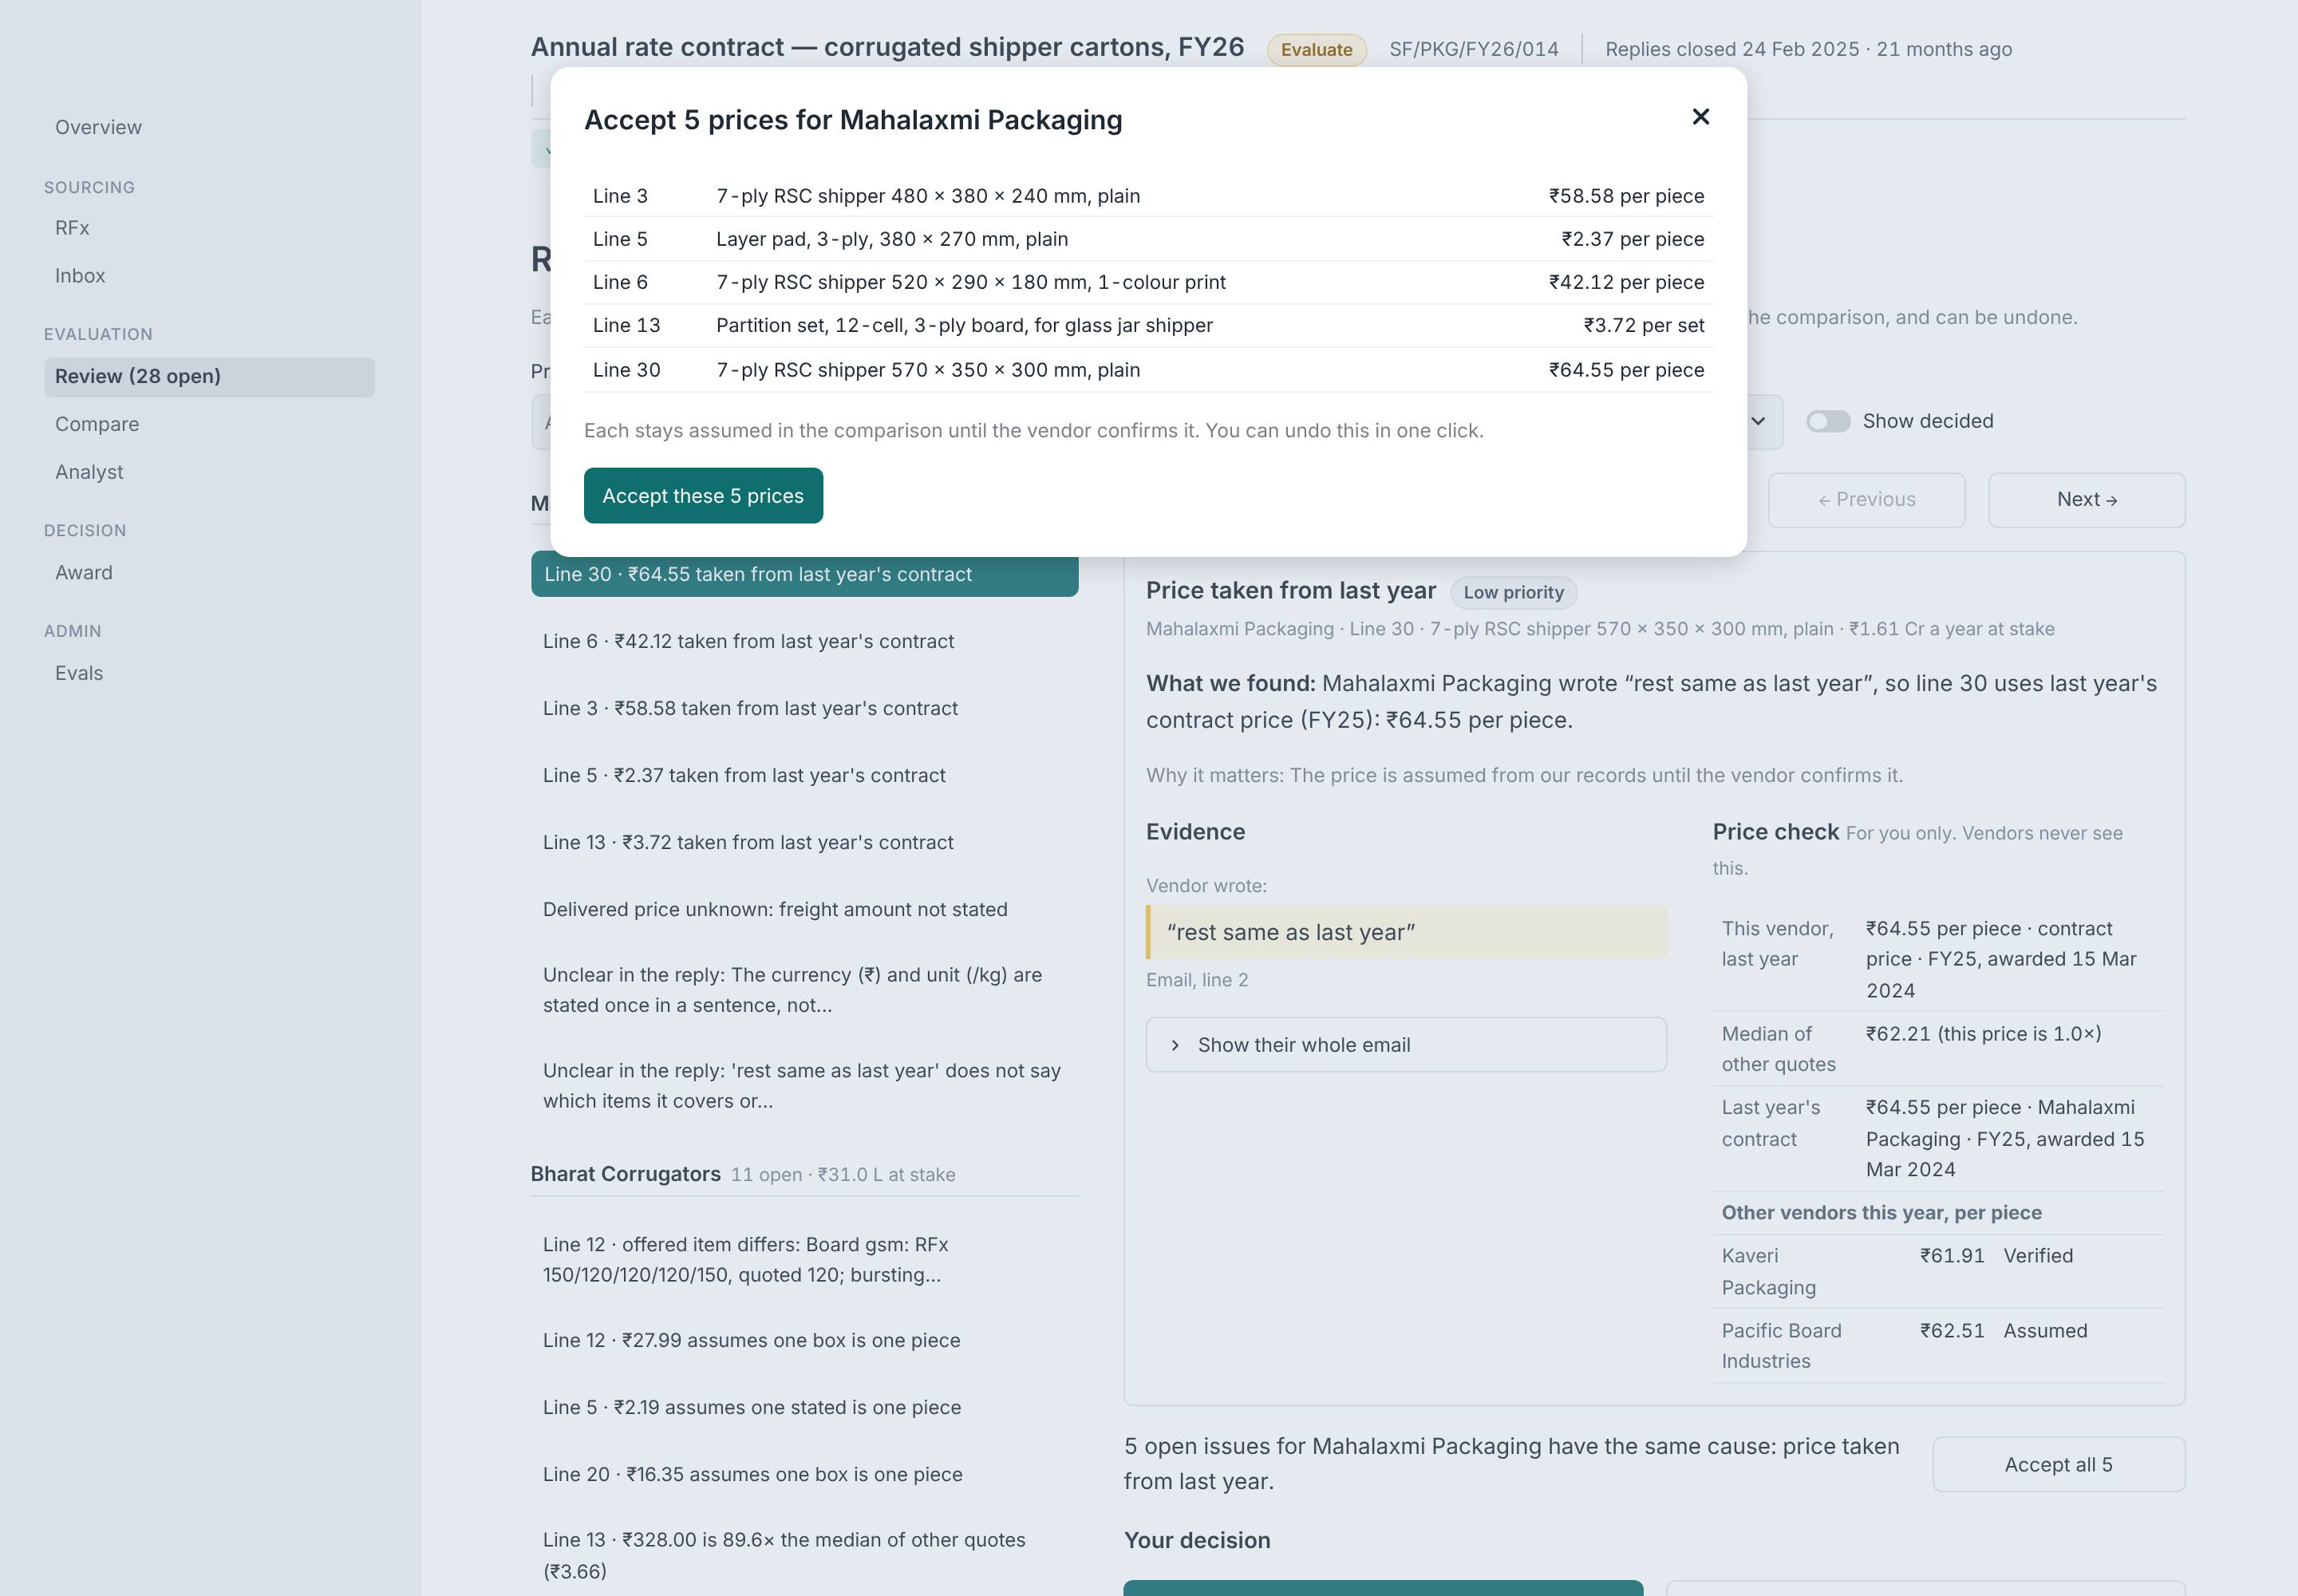 Annual rate contract — corrugated shipper cartons, FY26 Evaluate SF/PKG/FY26/014 Replies closed 24 Feb 2025 · 21 months ago
Overview
SOURCING
RFx
Inbox
EVALUATION
Review (28 open)
Compare
Analyst
DECISION
Award
ADMIN
Evals
Accept 5 prices for Mahalaxmi Packaging
Line 3 7-ply RSC shipper 480 × 380 × 240 mm, plain ₹58.58 per piece
Line 5 Layer pad, 3-ply, 380 × 270 mm, plain ₹2.37 per piece
Line 6 7-ply RSC shipper 520 × 290 × 180 mm, 1-colour print ₹42.12 per piece
Line 13 Partition set, 12-cell, 3-ply board, for glass jar shipper ₹3.72 per set
Line 30 7-ply RSC shipper 570 × 350 × 300 mm, plain ₹64.55 per piece
Each stays assumed in the comparison until the vendor confirms it. You can undo this in one click.
Accept these 5 prices
he comparison, and can be undone.
Show decided
← Previous Next →
Line 30 · ₹64.55 taken from last year's contract
Line 6 · ₹42.12 taken from last year's contract
Line 3 · ₹58.58 taken from last year's contract
Line 5 · ₹2.37 taken from last year's contract
Line 13 · ₹3.72 taken from last year's contract
Delivered price unknown: freight amount not stated
Unclear in the reply: The currency (₹) and unit (/kg) are
stated once in a sentence, not...
Unclear in the reply: 'rest same as last year' does not say
which items it covers or...
Bharat Corrugators 11 open · ₹31.0 L at stake
Line 12 · offered item differs: Board gsm: RFx
150/120/120/120/150, quoted 120; bursting...
Line 12 · ₹27.99 assumes one box is one piece
Line 5 · ₹2.19 assumes one stated is one piece
Line 20 · ₹16.35 assumes one box is one piece
Line 13 · ₹328.00 is 89.6× the median of other quotes
(₹3.66)
Price taken from last year Low priority
Mahalaxmi Packaging · Line 30 · 7-ply RSC shipper 570 × 350 × 300 mm, plain · ₹1.61 Cr a year at stake
What we found: Mahalaxmi Packaging wrote “rest same as last year”, so line 30 uses last year's
contract price (FY25): ₹64.55 per piece.
Why it matters: The price is assumed from our records until the vendor confirms it.
Evidence
Vendor wrote:
“rest same as last year”
Email, line 2
Show their whole email
Price check For you only. Vendors never see
this.
This vendor, ₹64.55 per piece · contract
last year price · FY25, awarded 15 Mar
2024
Median of ₹62.21 (this price is 1.0×)
other quotes
Last year's ₹64.55 per piece · Mahalaxmi
contract Packaging · FY25, awarded 15
Mar 2024
Other vendors this year, per piece
Kaveri ₹61.91 Verified
Packaging
Pacific Board ₹62.51 Assumed
Industries
5 open issues for Mahalaxmi Packaging have the same cause: price taken
from last year.
Accept all 5
Your decision